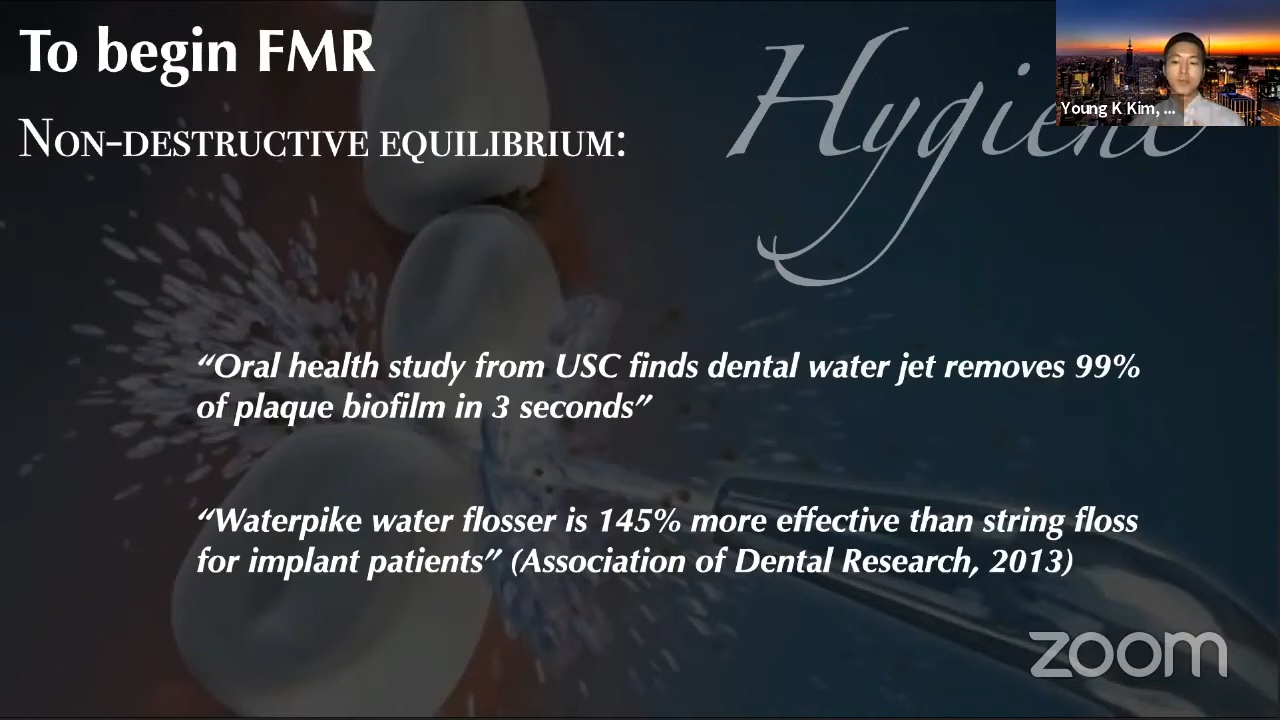 To begin FMR
Non-destructive equilibrium:
Hygiene
Young K Kim, ...
“Oral health study from USC finds dental water jet removes 99%
of plaque biofilm in 3 seconds”
“Waterpike water flosser is 145% more effective than string floss
for implant patients” (Association of Dental Research, 2013)
zoom